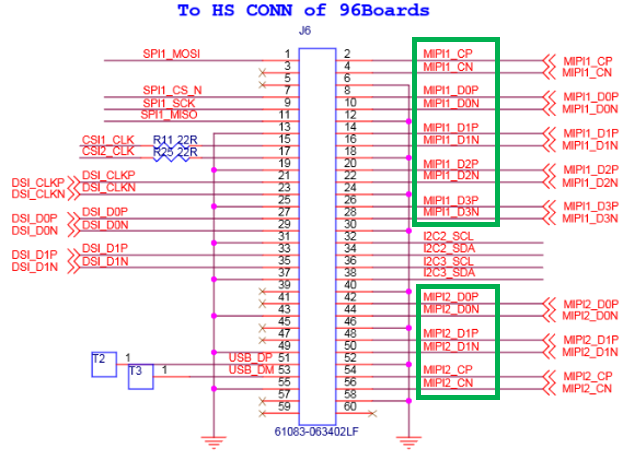 To HS CONN of 96Boards
J6
SPI1_MOSI 1 2 MIPI1_CP MIPI1_CP
3 4 MIPI1_CN MIPI1_CN
5 6
SPI1_CS_N 7 8 MIPI1_D0P MIPI1_D0P
SPI1_SCK 9 10 MIPI1_D0N MIPI1_D0N
SPI1_MISO 11 12
13 14 MIPI1_D1P MIPI1_D1P
CSI1_CLK R11 22R 15 16 MIPI1_D1N MIPI1_D1N
CSI2_CLK R25 22R 17 18
19 20 MIPI1_D2P MIPI1_D2P
DSI_CLKP DSI_CLKP 21 22 MIPI1_D2N MIPI1_D2N
DSI_CLKN DSI_CLKN 23 24
25 26 MIPI1_D3P MIPI1_D3P
DSI_D0P DSI_D0P 27 28 MIPI1_D3N MIPI1_D3N
DSI_D0N DSI_D0N 29 30
31 32 I2C2_SCL
DSI_D1P DSI_D1P 33 34 I2C2_SDA
DSI_D1N DSI_D1N 35 36 I2C3_SCL
37 38 I2C3_SDA
39 40
41 42 MIPI2_D0P MIPI2_D0P
43 44 MIPI2_D0N MIPI2_D0N
45 46
47 48 MIPI2_D1P MIPI2_D1P
49 50 MIPI2_D1N MIPI2_D1N
T2 1 USB_DP 51 52
T3 1 USB_DM 53 54 MIPI2_CP MIPI2_CP
55 56 MIPI2_CN MIPI2_CN
57 58
59 60
61083-063402LF